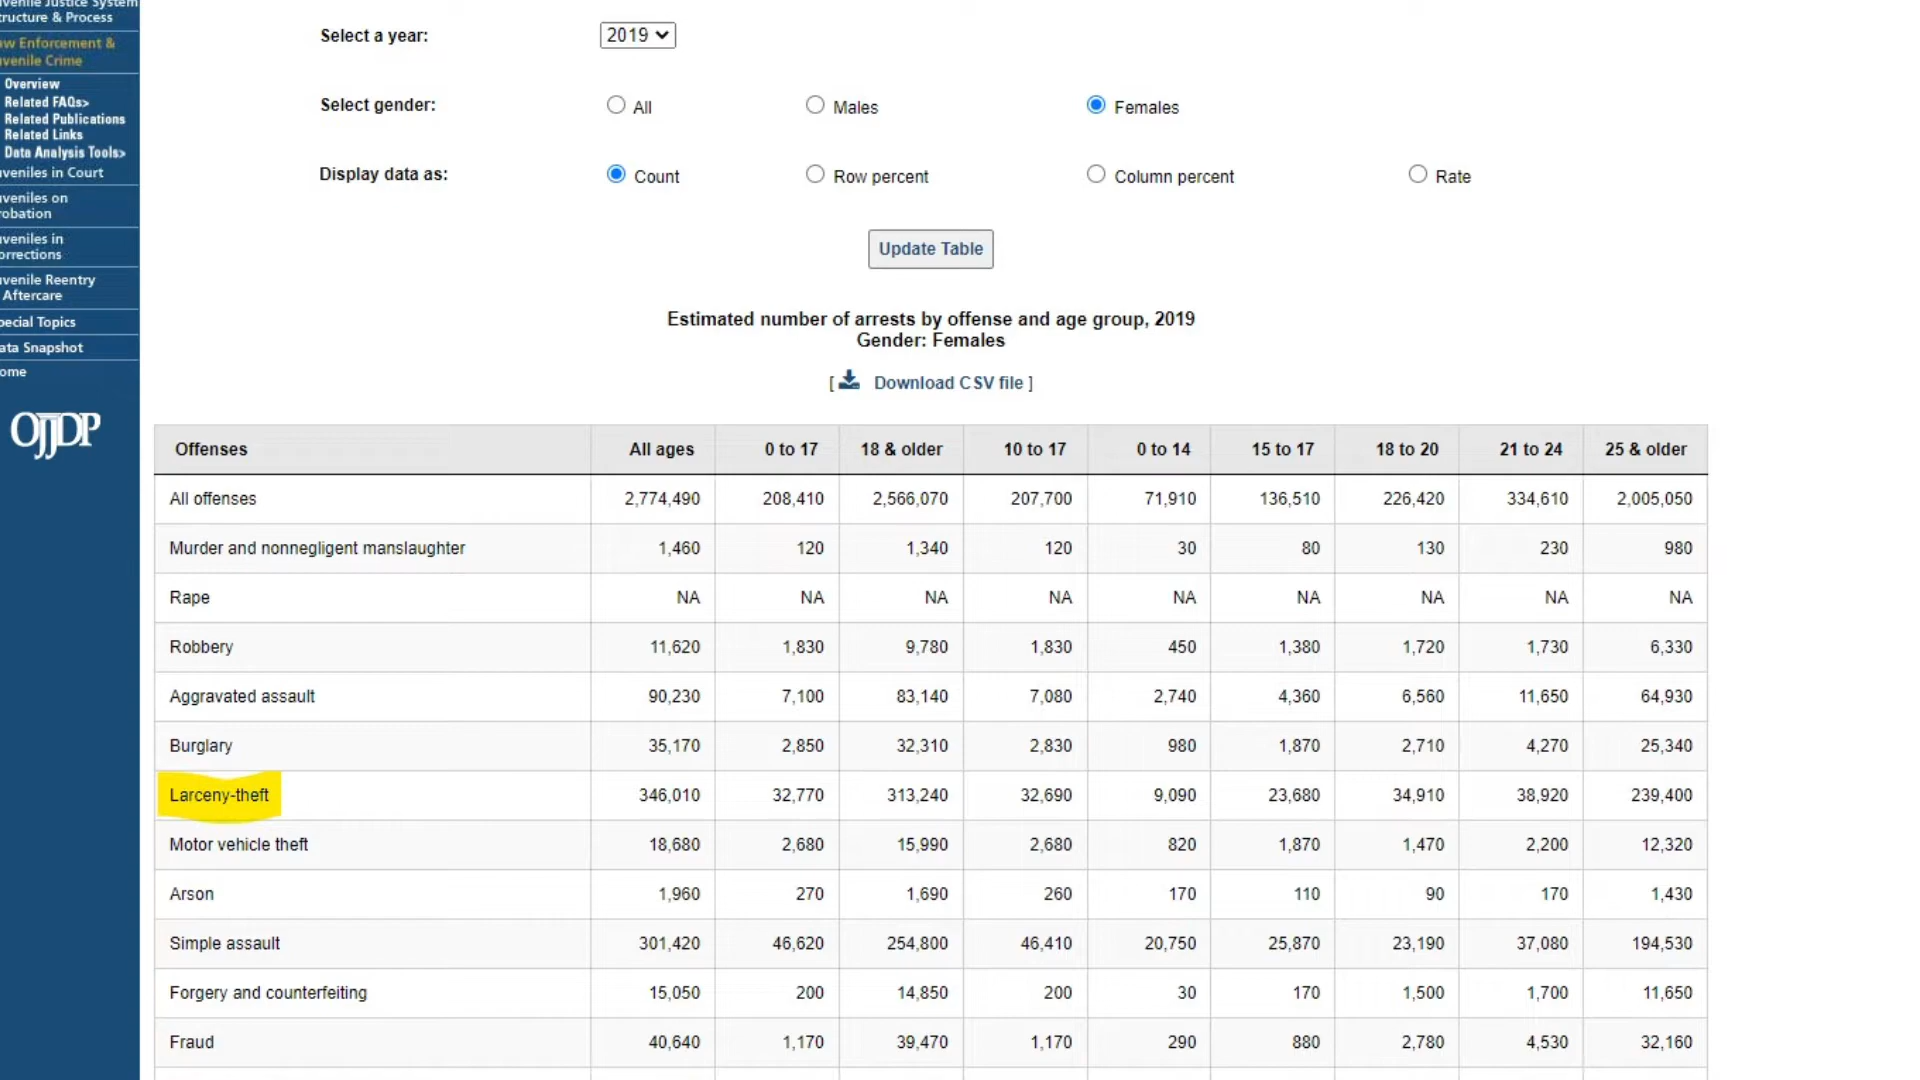 uvenile Justice System
tructure & Process
aw Enforcement &
uvenile Crime
Overview
Related FAQs>
Related Publications
Related Links
Data Analysis Tools>
uveniles in Court
uveniles on
robation
uveniles in
orrections
uvenile Reentry
Aftercare
pecial Topics
ata Snapshot
ome
OJJDP
Select a year: 2019
Select gender: All Males Females
Display data as: Count Row percent Column percent Rate
Update Table
Estimated number of arrests by offense and age group, 2019
Gender: Females
[ Download CSV file ]
Offenses All ages 0 to 17 18 & older 10 to 17 0 to 14 15 to 17 18 to 20 21 to 24 25 & older
All offenses 2,774,490 208,410 2,566,070 207,700 71,910 136,510 226,420 334,610 2,005,050
Murder and nonnegligent manslaughter 1,460 120 1,340 120 30 80 130 230 980
Rape NA NA NA NA NA NA NA NA NA
Robbery 11,620 1,830 9,780 1,830 450 1,380 1,720 1,730 6,330
Aggravated assault 90,230 7,100 83,140 7,080 2,740 4,360 6,560 11,650 64,930
Burglary 35,170 2,850 32,310 2,830 980 1,870 2,710 4,270 25,340
Larceny-theft 346,010 32,770 313,240 32,690 9,090 23,680 34,910 38,920 239,400
Motor vehicle theft 18,680 2,680 15,990 2,680 820 1,870 1,470 2,200 12,320
Arson 1,960 270 1,690 260 170 110 90 170 1,430
Simple assault 301,420 46,620 254,800 46,410 20,750 25,870 23,190 37,080 194,530
Forgery and counterfeiting 15,050 200 14,850 200 30 170 1,500 1,700 11,650
Fraud 40,640 1,170 39,470 1,170 290 880 2,780 4,530 32,160